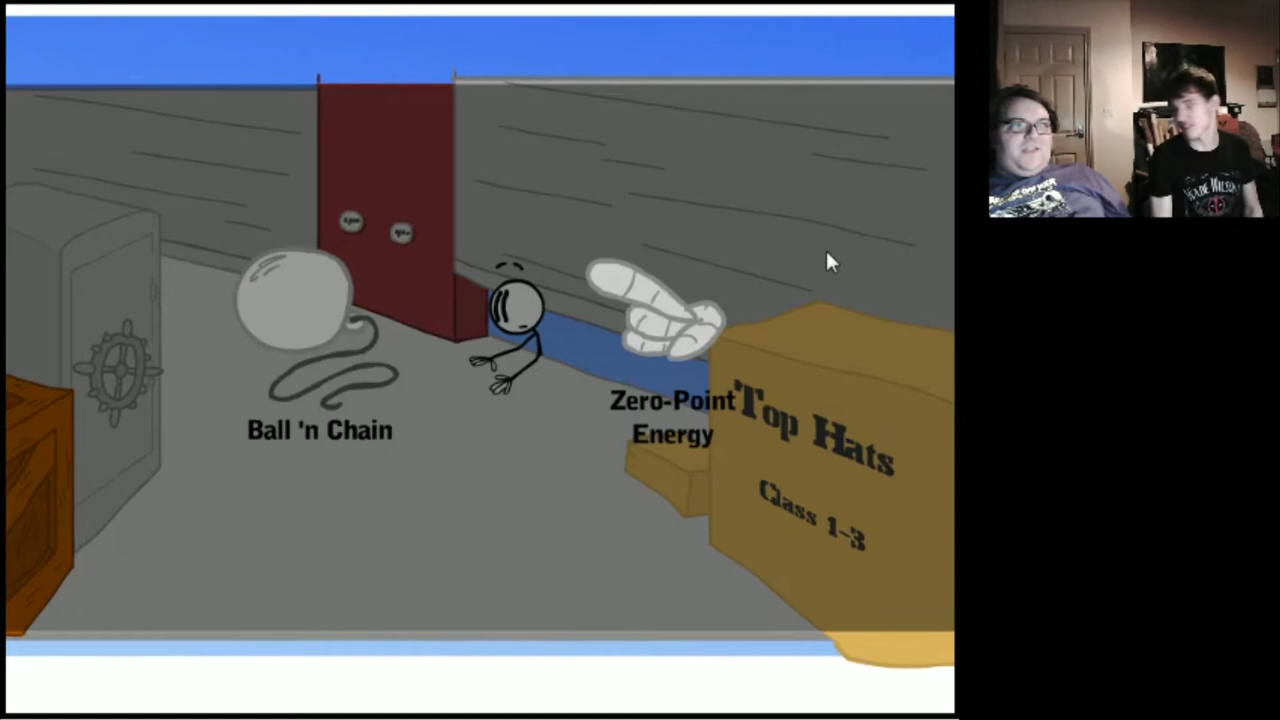 Ball 'n Chain
Zero-Point
Energy
Top Hats
Class 1-3